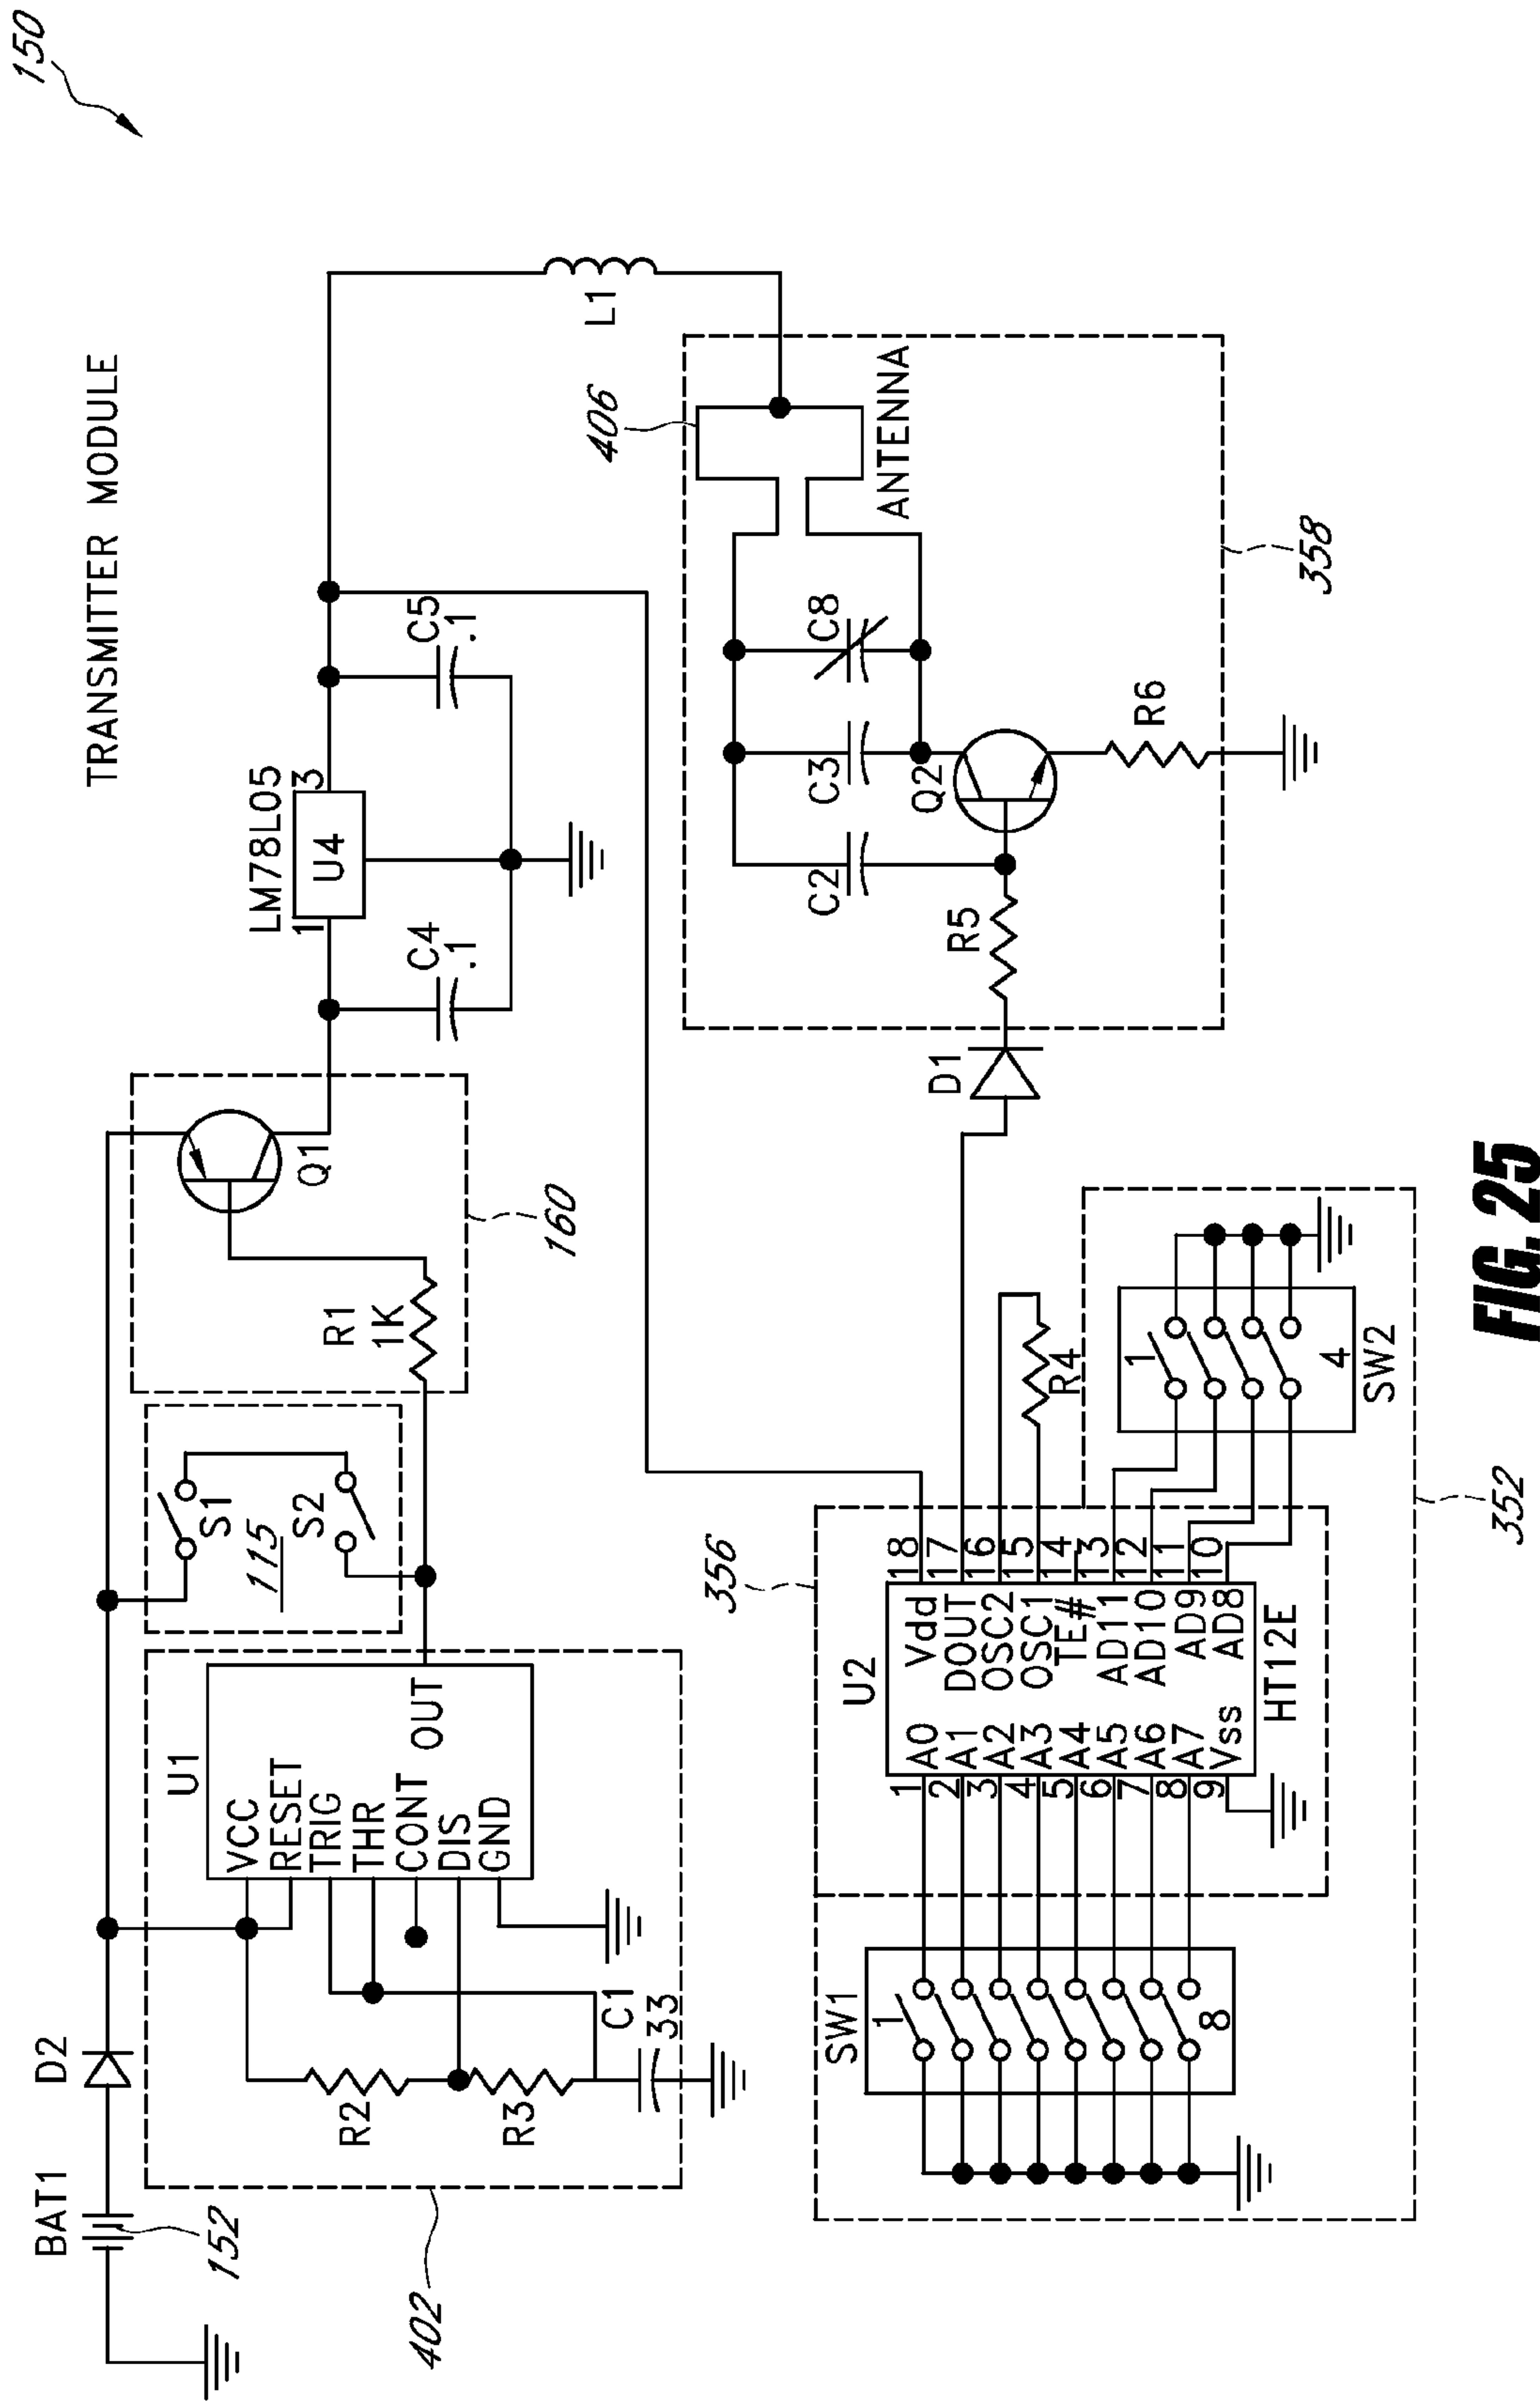 150
TRANSMITTER MODULE
BAT1
D2
152
402
U1
VCC
RESET
TRIG
THR
CONT
DIS
GND
OUT
R2
R3
C1
33
S1
115
S2
R1
1K
Q1
160
LM78L05
1
U4
3
C4
.1
C5
.1
L1
406
ANTENNA
C2
C3
C8
Q2
R5
R6
D1
358
356
U2
SW1
1
8
1 A0
2 A1
3 A2
4 A3
5 A4
6 A5
7 A6
8 A7
9 Vss
Vdd 18
DOUT 17
OSC2 16
OSC1 15
TE# 14
AD11 13
AD10 12
AD9 11
AD8 10
HT12E
R4
1
4
SW2
352
FIG. 25